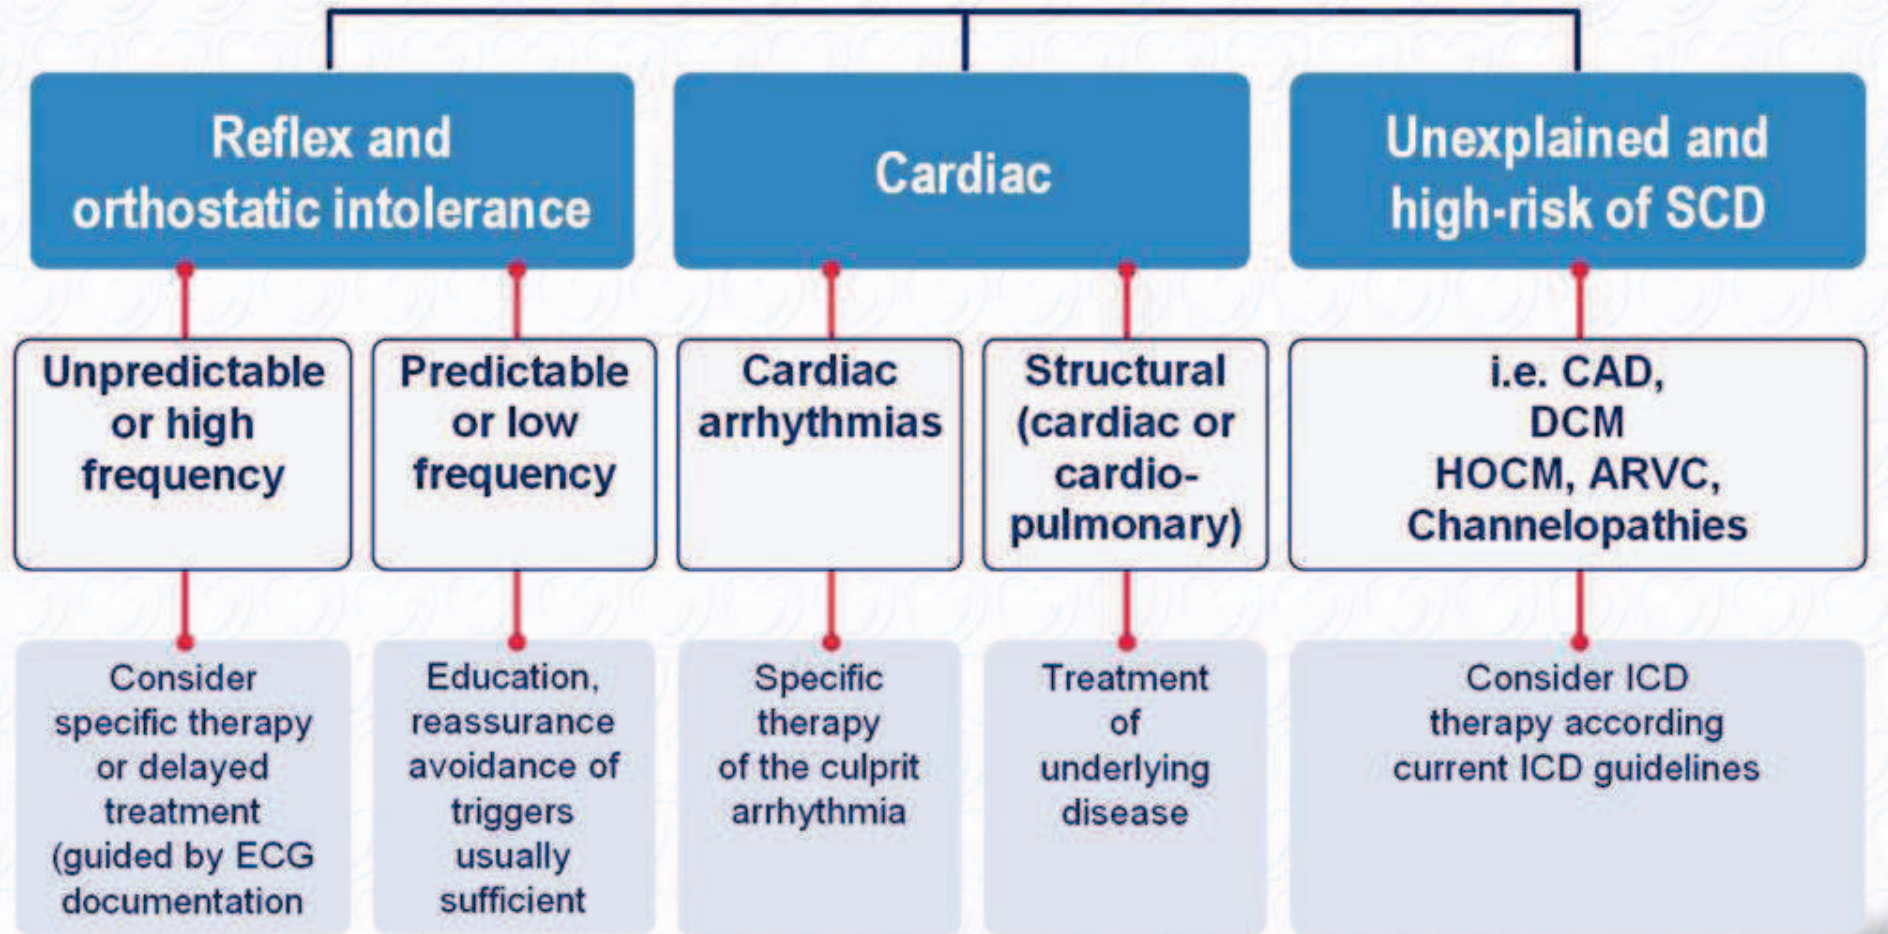 Reflex and
orthostatic intolerance
Cardiac
Unexplained and
high-risk of SCD
Unpredictable
or high
frequency
Predictable
or low
frequency
Cardiac
arrhythmias
Structural
(cardiac or
cardio-
pulmonary)
i.e. CAD,
DCM
HOCM, ARVC,
Channelopathies
Consider
specific therapy
or delayed
treatment
(guided by ECG
documentation
Education,
reassurance
avoidance of
triggers
usually
sufficient
Specific
therapy
of the culprit
arrhythmia
Treatment
of
underlying
disease
Consider ICD
therapy according
current ICD guidelines